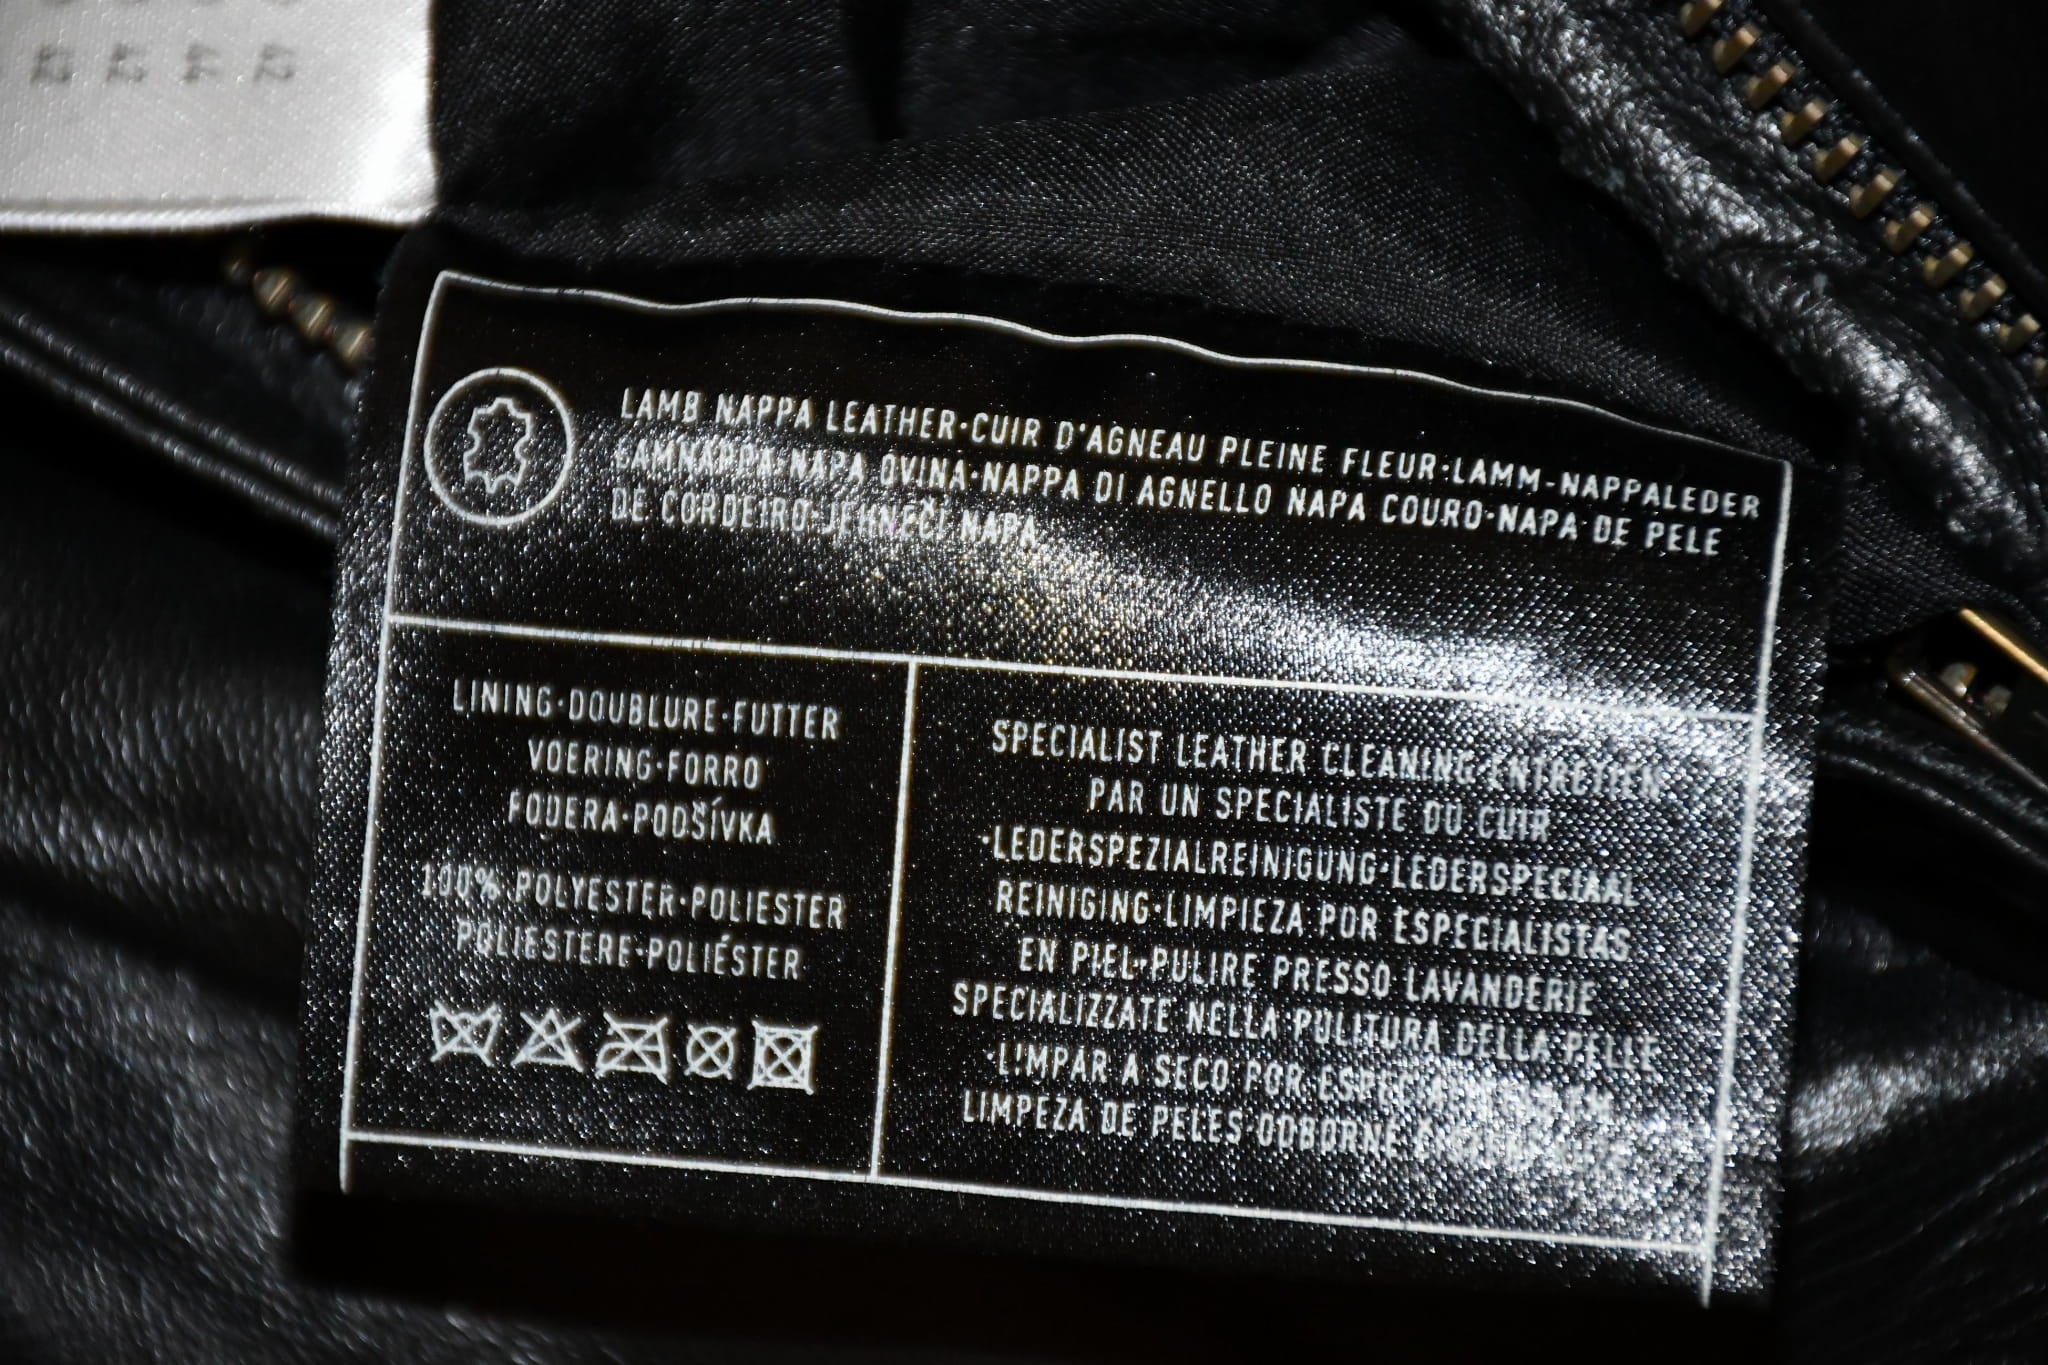 LAMB NAPPA LEATHER·CUIR D'AGNEAU PLEINE FLEUR·LAMM-NAPPALEDER
LAMNAPPA·NAPA OVINA·NAPPA DI AGNELLO NAPA COURO·NAPA DE PELE
DE CORDEIRO·JEHNEČI NAPA
LINING·DOUBLURE·FUTTER
VOERING·FORRO
FODERA·PODŠÍVKA
100% POLYESTER·POLIESTER
POLIESTERE·POLIÉSTER
SPECIALIST LEATHER CLEANING ENTRETIEN
PAR UN SPECIALISTE DU CUIR
·LEDERSPEZIALREINIGUNG·LEDERSPECIAAL
REINIGING·LIMPIEZA POR ESPECIALISTAS
EN PIEL·PULIRE PRESSO LAVANDERIE
SPECIALIZZATE NELLA PULITURA DELLA PELLE
·LIMPAR A SECO POR
LIMPEZA DE PELES·ODBORNÉ